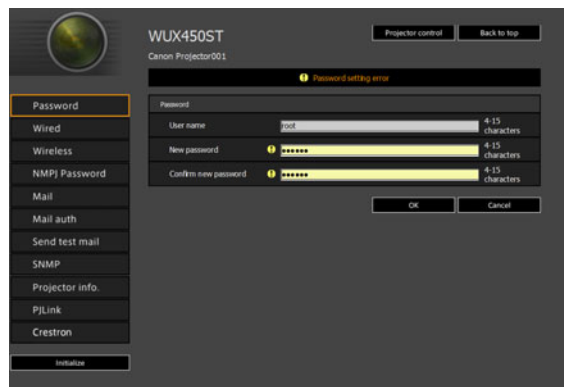 WUX450ST
Projector control
Back to top
Canon Projector001
Password setting error
Password
Wired
Wireless
NMPJ Password
Mail
Mail auth
Send test mail
SNMP
Projector info.
PJLink
Crestron
Initialize
Password
User name root 4-15 characters
New password •••••• 4-15 characters
Confirm new password •••••• 4-15 characters
OK
Cancel